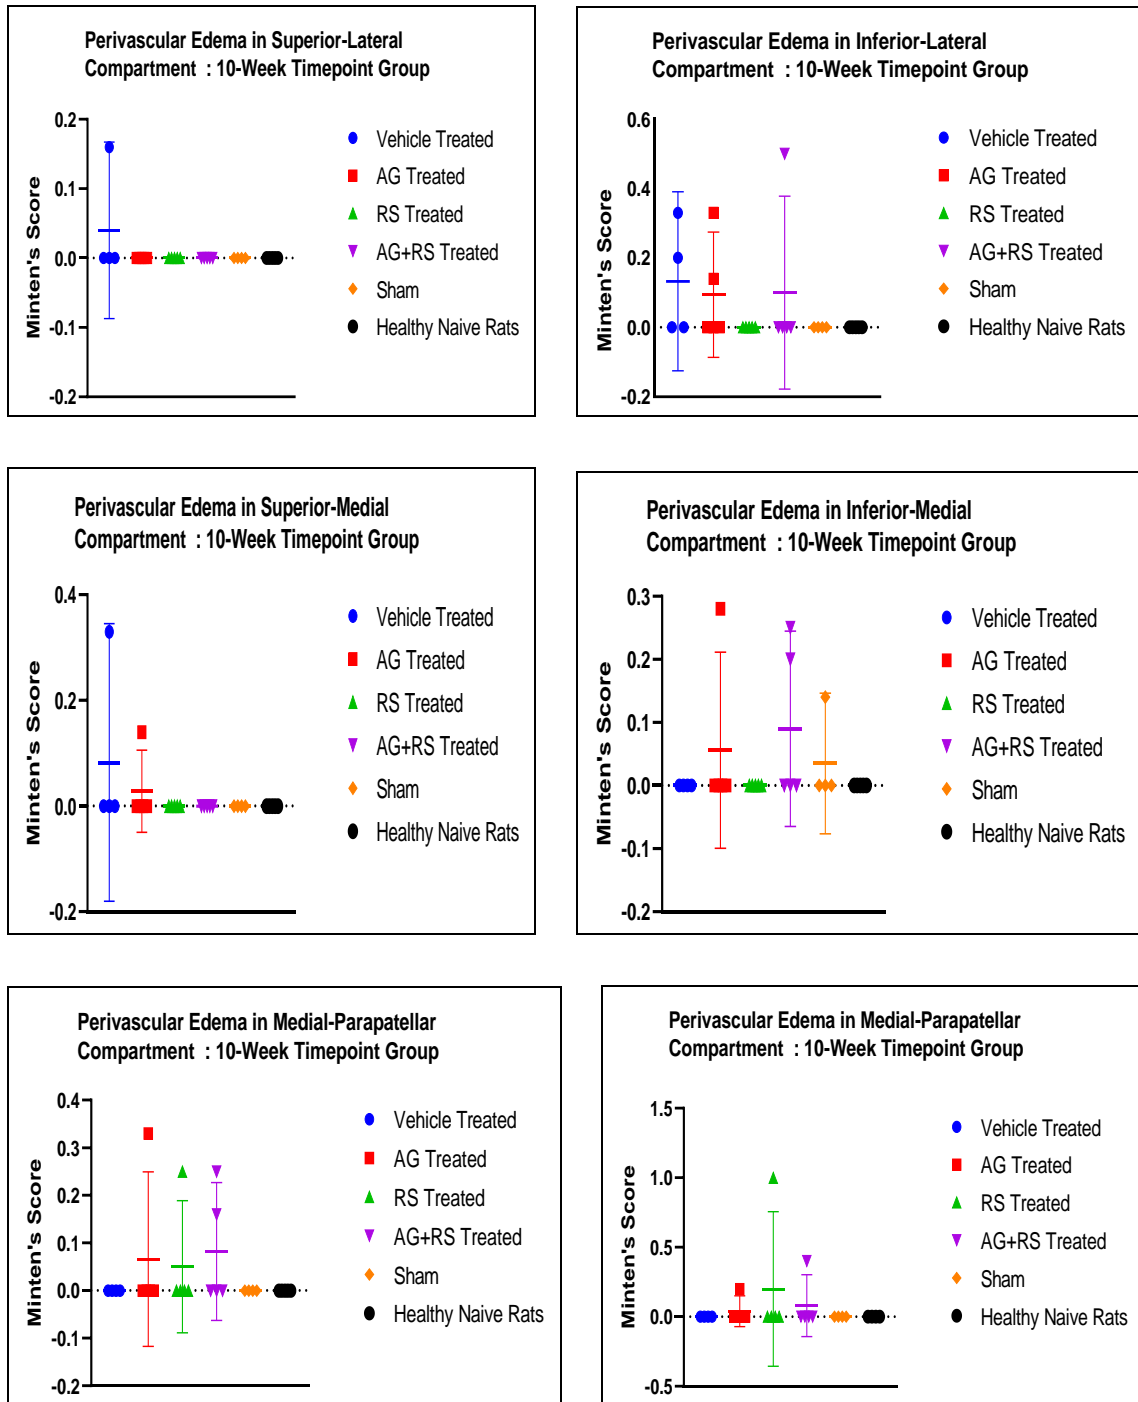 Perivascular Edema in Superior-Lateral
Compartment : 10-Week Timepoint Group
Minten's Score
0.2
0.1
0.0
-0.1
-0.2
Vehicle Treated
AG Treated
RS Treated
AG+RS Treated
Sham
Healthy Naive Rats
Perivascular Edema in Inferior-Lateral
Compartment : 10-Week Timepoint Group
Minten's Score
0.6
0.4
0.2
0.0
-0.2
Vehicle Treated
AG Treated
RS Treated
AG+RS Treated
Sham
Healthy Naive Rats
Perivascular Edema in Superior-Medial
Compartment : 10-Week Timepoint Group
Minten's Score
0.4
0.2
0.0
-0.2
Vehicle Treated
AG Treated
RS Treated
AG+RS Treated
Sham
Healthy Naive Rats
Perivascular Edema in Inferior-Medial
Compartment : 10-Week Timepoint Group
Minten's Score
0.3
0.2
0.1
0.0
-0.1
-0.2
Vehicle Treated
AG Treated
RS Treated
AG+RS Treated
Sham
Healthy Naive Rats
Perivascular Edema in Medial-Parapatellar
Compartment : 10-Week Timepoint Group
Minten's Score
0.4
0.3
0.2
0.1
0.0
-0.1
-0.2
Vehicle Treated
AG Treated
RS Treated
AG+RS Treated
Sham
Healthy Naive Rats
Perivascular Edema in Medial-Parapatellar
Compartment : 10-Week Timepoint Group
Minten's Score
1.5
1.0
0.5
0.0
-0.5
Vehicle Treated
AG Treated
RS Treated
AG+RS Treated
Sham
Healthy Naive Rats